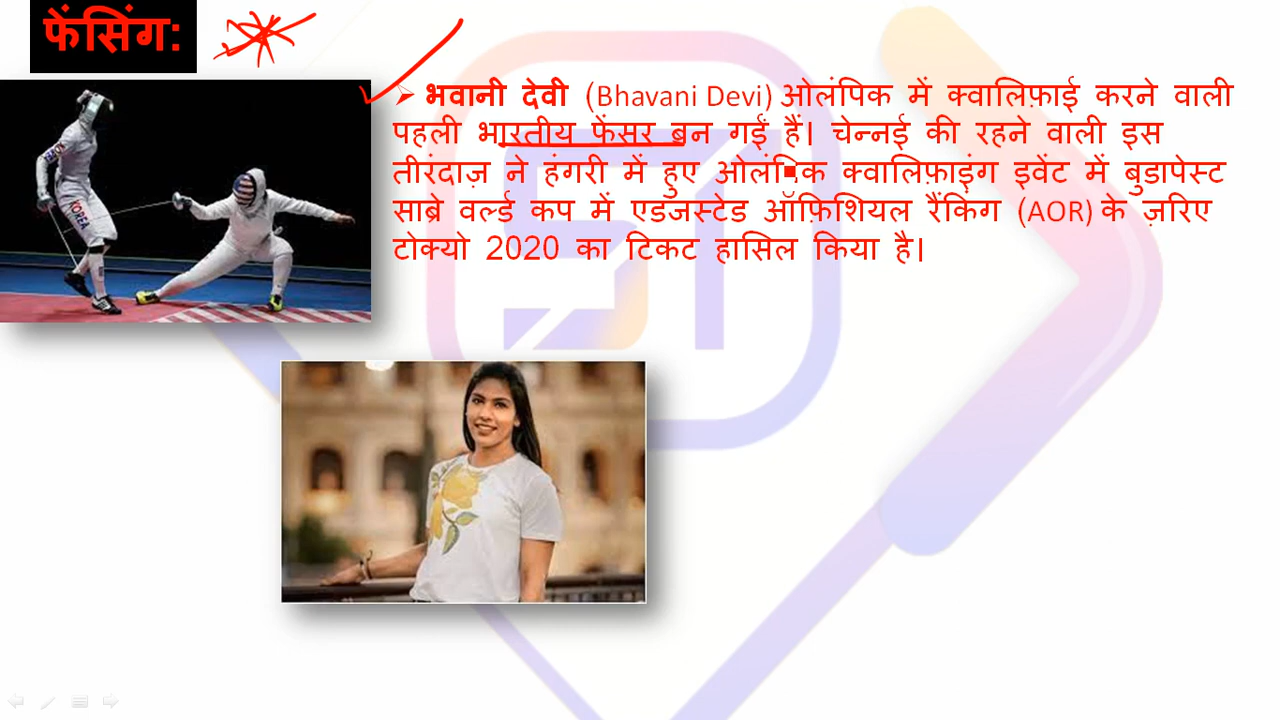 फेंसिंग:
➢ भवानी देवी (Bhavani Devi) ओलंपिक में क्वालिफ़ाई करने वाली
पहली भारतीय फेंसर बन गईं हैं। चेन्नई की रहने वाली इस
तीरंदाज़ ने हंगरी में हुए ओलंपिक क्वालिफ़ाइंग इवेंट में बुडापेस्ट
साब्रे वर्ल्ड कप में एडजस्टेड ऑफ़िशियल रैंकिंग (AOR) के ज़रिए
टोक्यो 2020 का टिकट हासिल किया है।
KOREA